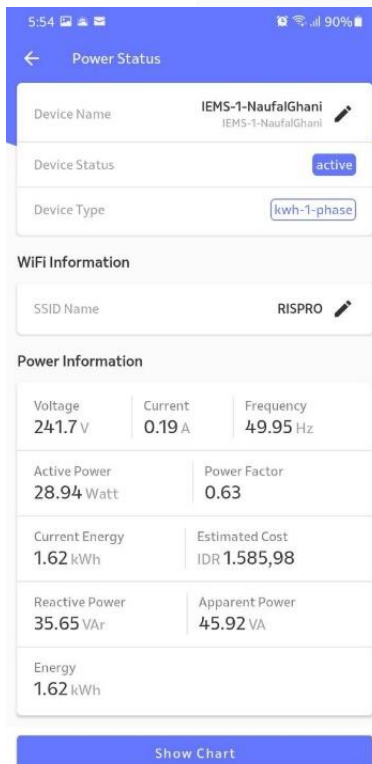 5:54 90%
Power Status
Device Name IEMS-1-NaufalGhani
IEMS-1-NaufalGhani
Device Status active
Device Type kwh-1-phase
WiFi Information
SSID Name RISPRO
Power Information
Voltage Current Frequency
241.7 V 0.19 A 49.95 Hz
Active Power Power Factor
28.94 Watt 0.63
Current Energy Estimated Cost
1.62 kWh IDR 1.585,98
Reactive Power Apparent Power
35.65 VAr 45.92 VA
Energy
1.62 kWh
Show Chart